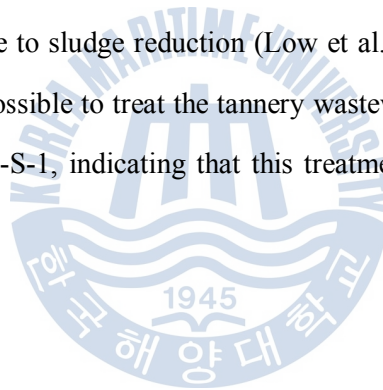 e to sludge reduction (Low et al.
ossible to treat the tannery wastew
-S-1, indicating that this treatme
KOREA MARITIME UNIVERSITY
1945
한국해양대학교